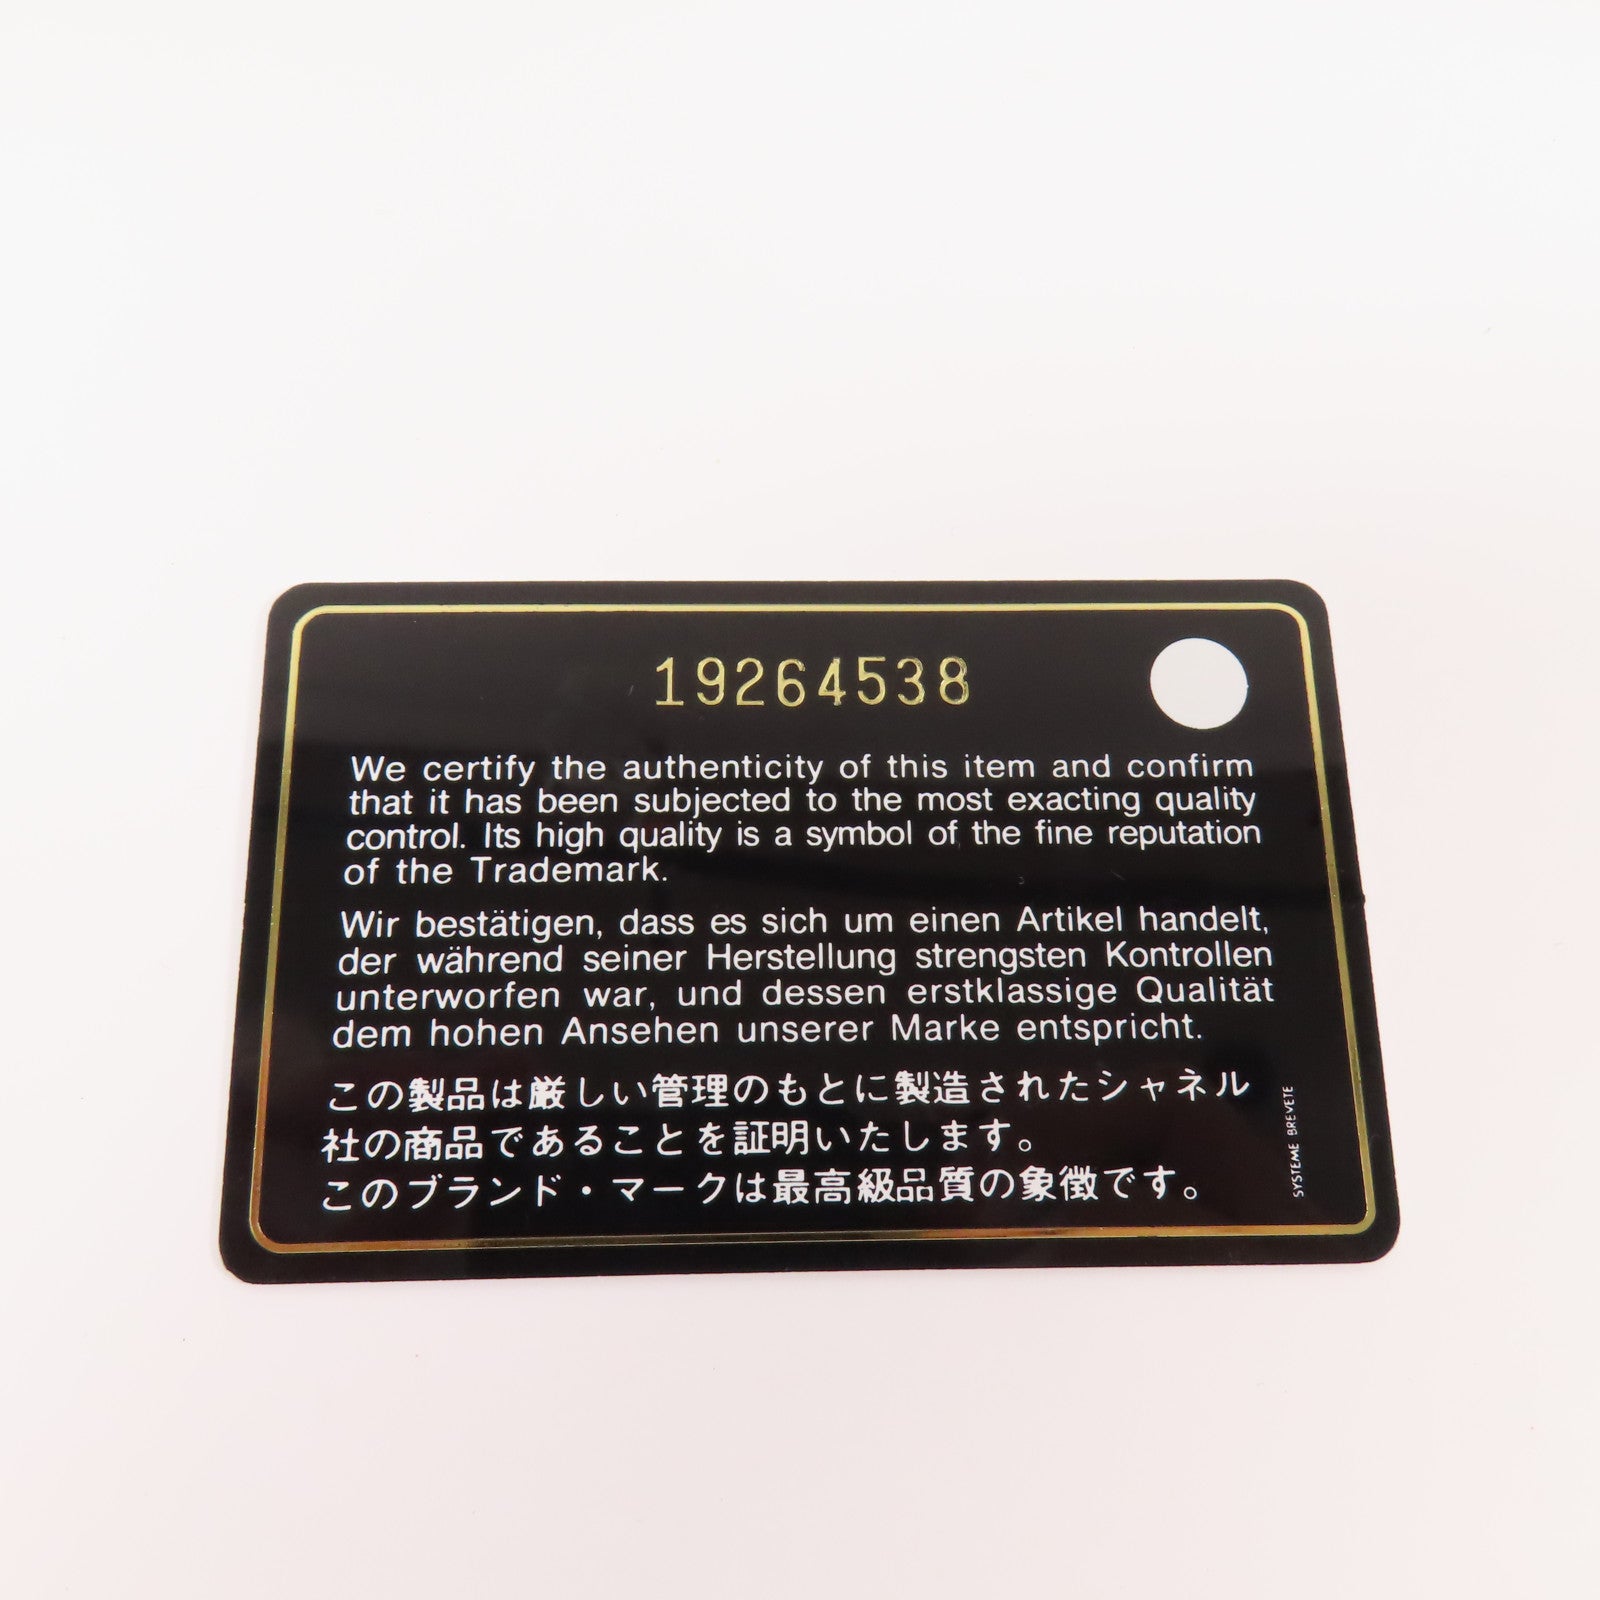 19264538
We certify the authenticity of this item and confirm
that it has been subjected to the most exacting quality
control. Its high quality is a symbol of the fine reputation
of the Trademark.
Wir bestätigen, dass es sich um einen Artikel handelt,
der während seiner Herstellung strengsten Kontrollen
unterworfen war, und dessen erstklassige Qualität
dem hohen Ansehen unserer Marke entspricht.
この製品は厳しい管理のもとに製造されたシャネル
社の商品であることを証明いたします。
このブランド・マークは最高級品質の象徴です。
SYSTEME BREVETE